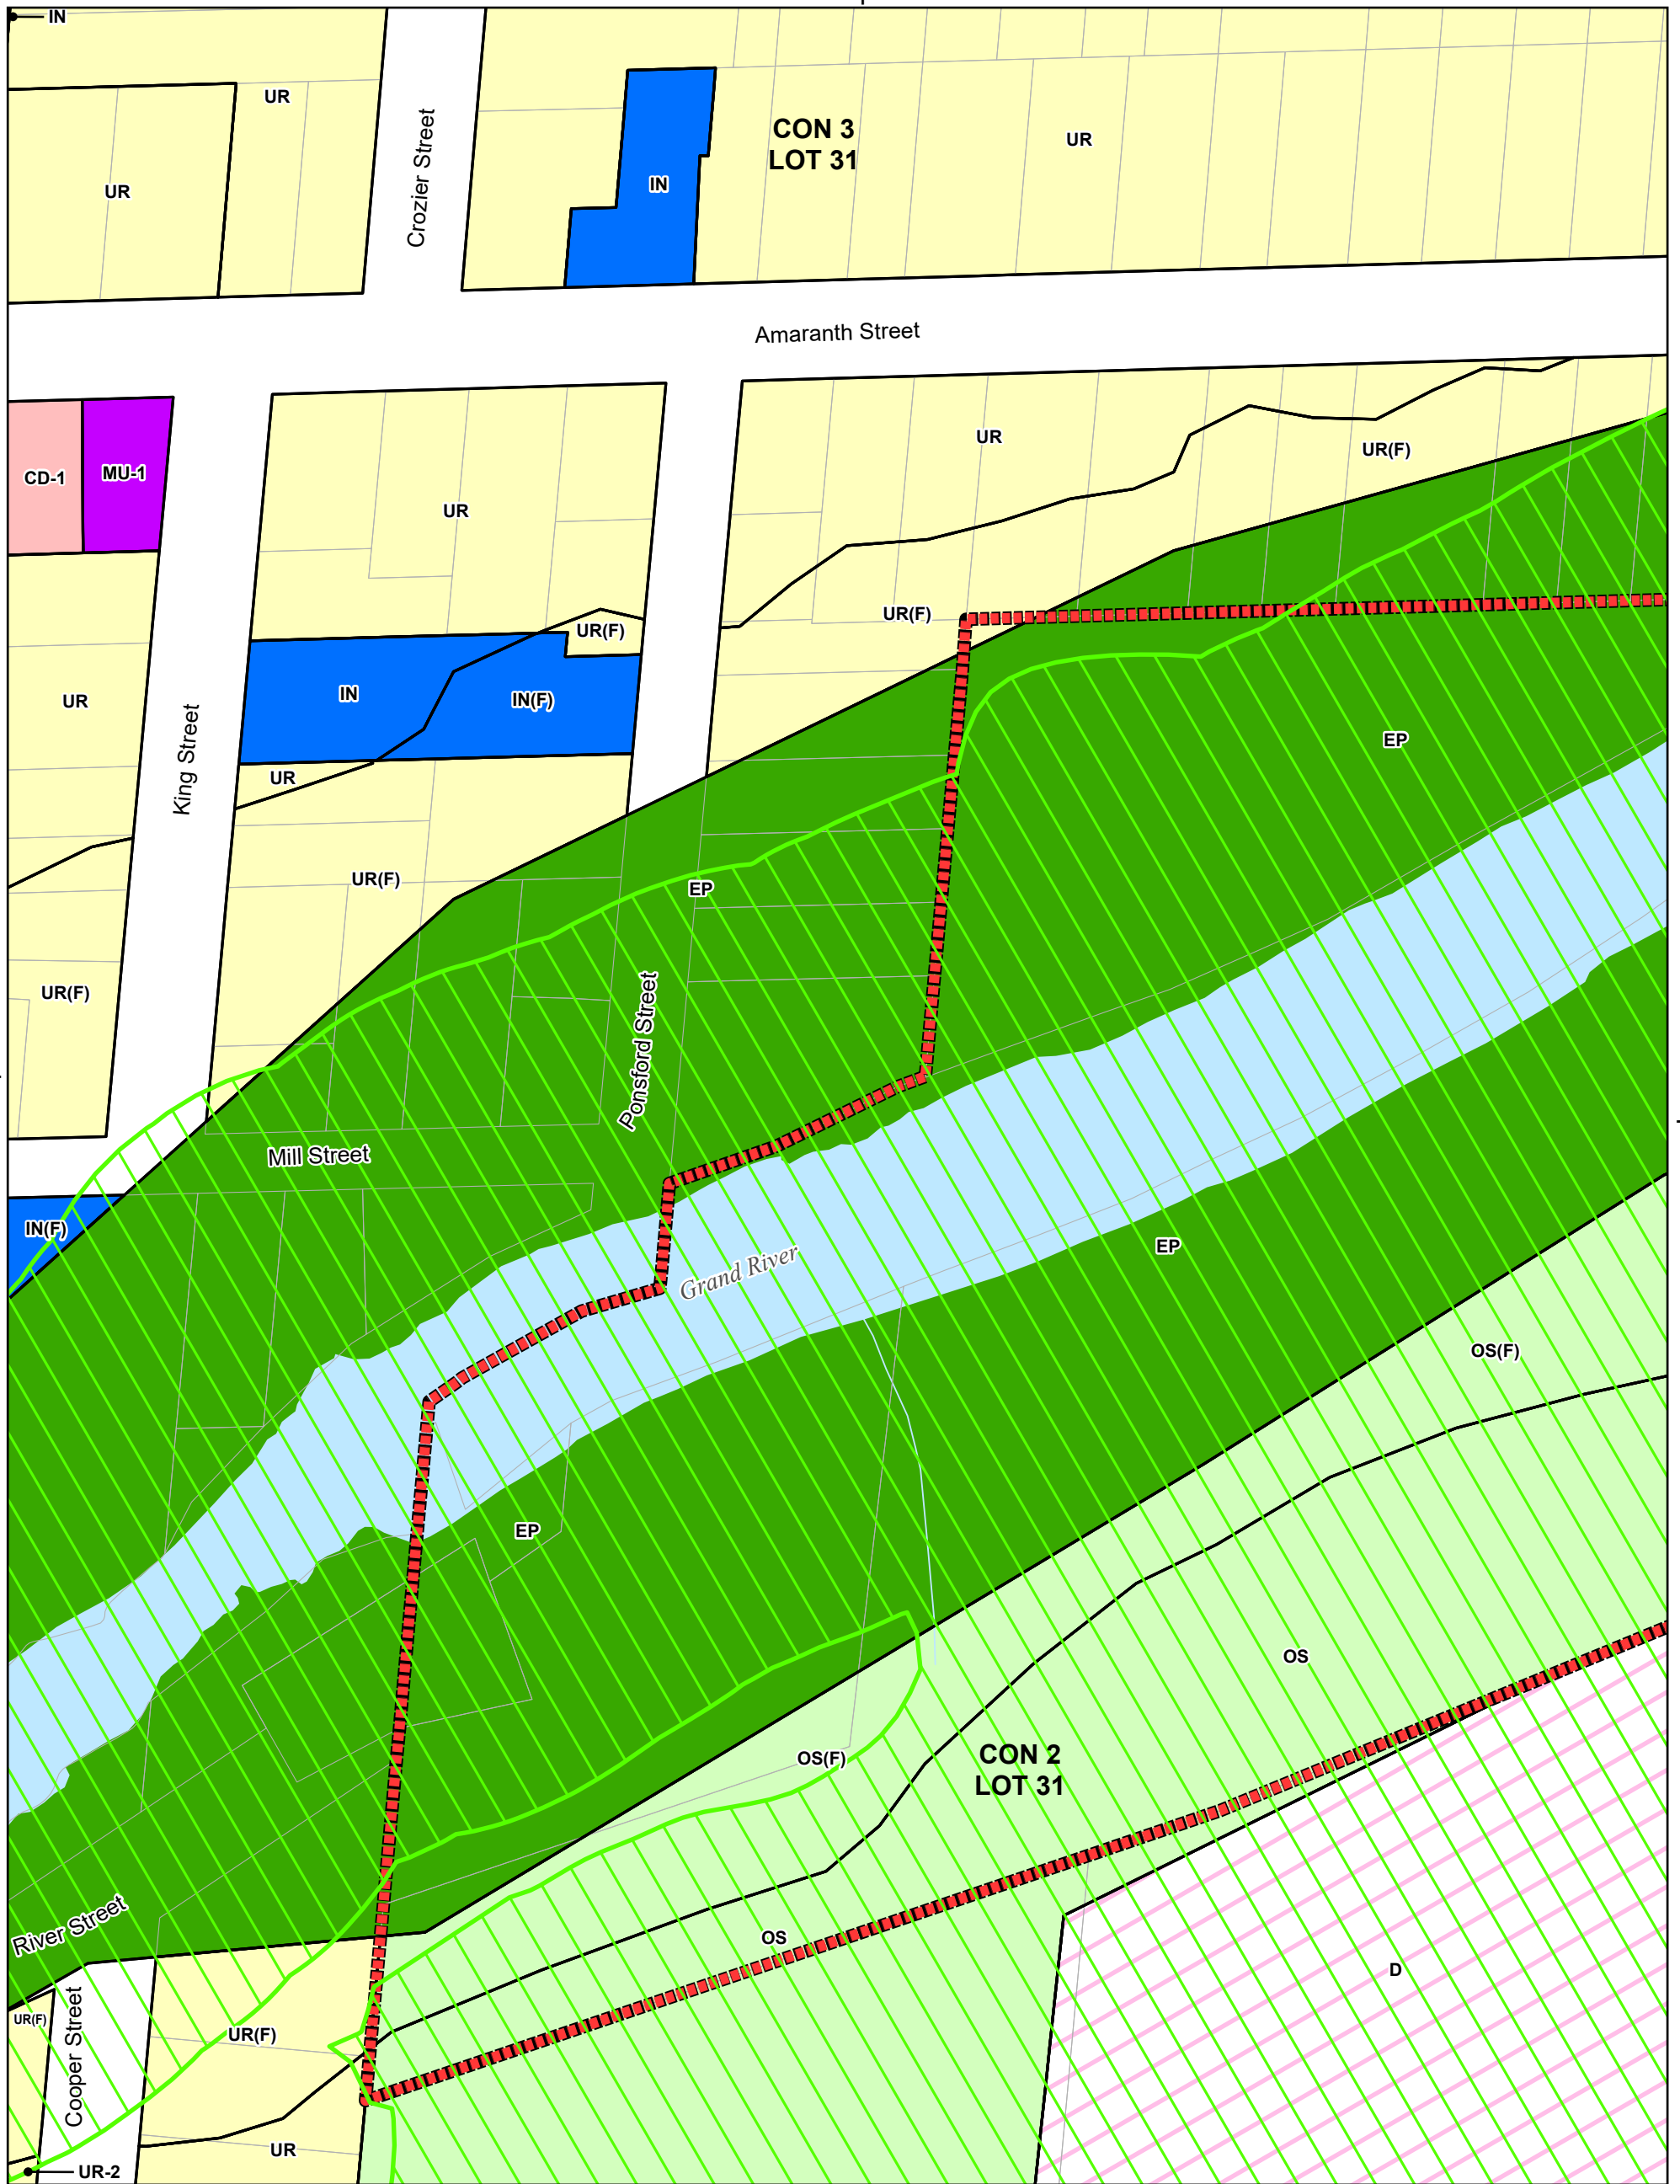 IN
UR
UR
Crozier Street
CON 3
LOT 31
UR
IN
Amaranth Street
CD-1
MU-1
UR
UR
UR(F)
UR(F)
UR(F)
UR
King Street
IN
IN(F)
UR
EP
UR(F)
EP
UR(F)
Ponsford Street
Mill Street
IN(F)
Grand River
EP
OS(F)
EP
OS
CON 2
LOT 31
OS(F)
River Street
OS
D
UR(F)
Cooper Street
UR(F)
UR
UR-2